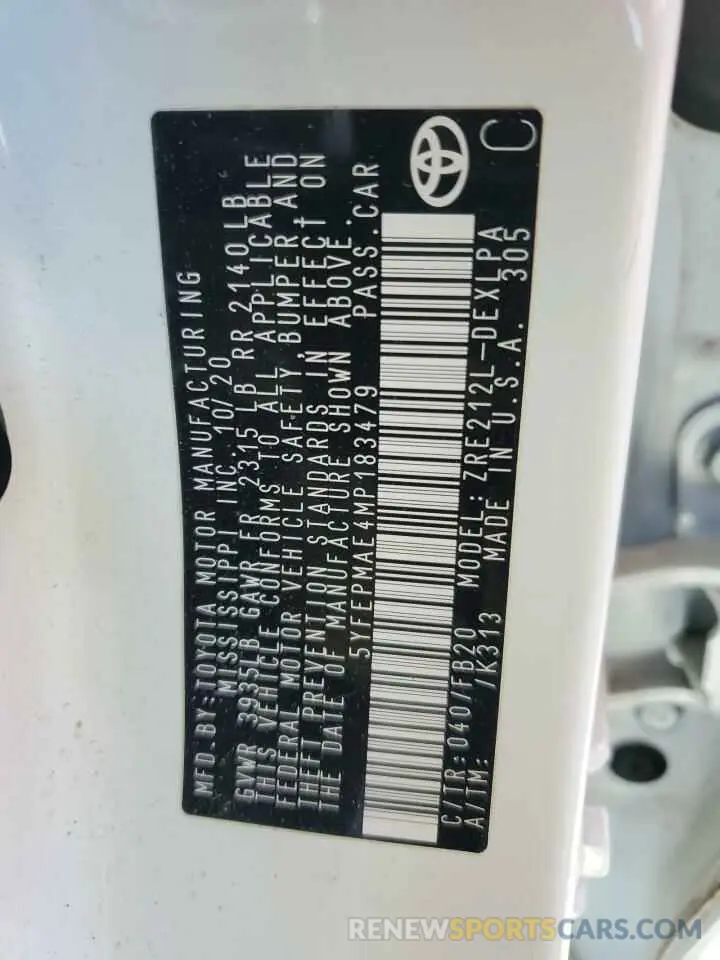 MFD.BY:TOYOTA MOTOR MANUFACTURING
MISSISSIPPI INC. 10/20
GVWR 3935LB GAWR FR 2315 LB RR 2140LB
THIS VEHICLE CONFORMS TO ALL APPLICABLE
FEDERAL MOTOR VEHICLE SAFETY, BUMPER,AND
THEFT PREVENTION STANDARDS IN EFFECT ON
THE DATE OF MANUFACTURE SHOWN ABOVE.
5YFEPMAE4MP183479 PASS.CAR
C/TR:040/FB20 MODEL:ZRE212L-DEXLPA
A/TM: /K313 MADE IN U.S.A. 305
C
RENEWSPORTSCARS.COM